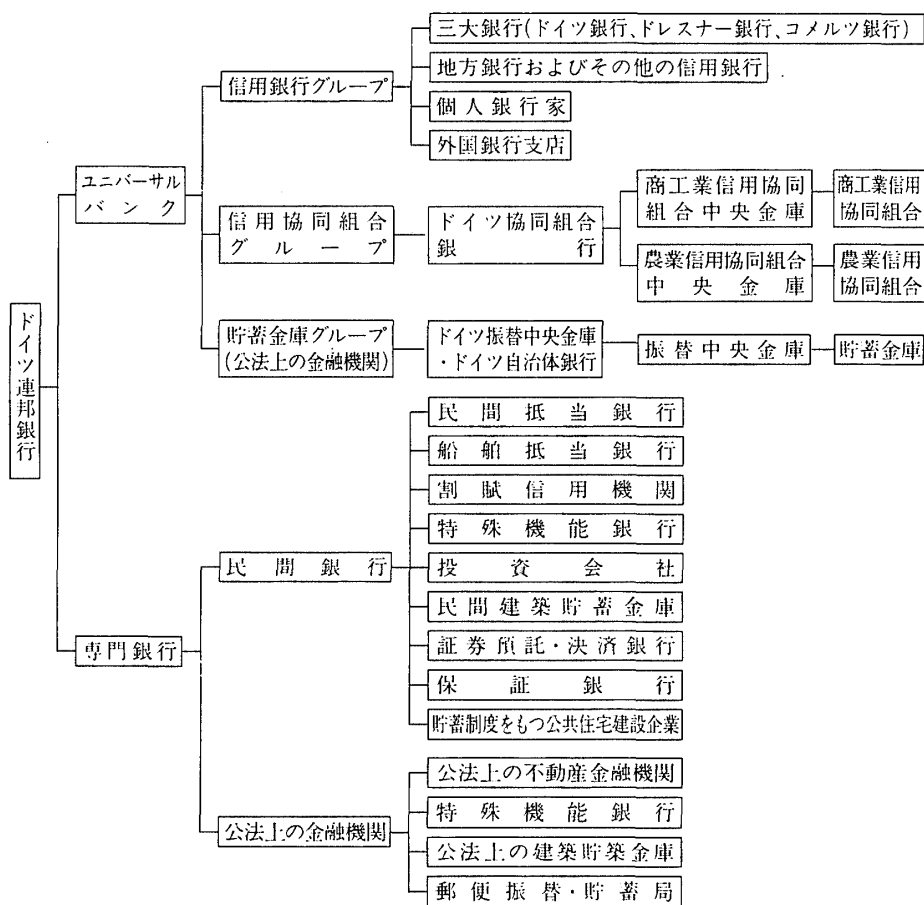 ドイツ連邦銀行
ユニバーサル
バンク
信用銀行グループ
三大銀行(ドイツ銀行、ドレスナー銀行、コメルツ銀行)
地方銀行およびその他の信用銀行
個人銀行家
外国銀行支店
信用協同組合
グループ
ドイツ協同組合
銀行
商工業信用協同
組合中央金庫
商工業信用
協同組合
農業信用協同組合
中央金庫
農業信用
協同組合
貯蓄金庫グループ
(公法上の金融機関)
ドイツ振替中央金庫
・ドイツ自治体銀行
振替中央金庫
貯蓄金庫
専門銀行
民間銀行
民間抵当銀行
船舶抵当銀行
割賦信用機関
特殊機能銀行
投資会社
民間建築貯蓄金庫
証券預託・決済銀行
保証銀行
貯蓄制度をもつ公共住宅建設企業
公法上の金融機関
公法上の不動産金融機関
特殊機能銀行
公法上の建築貯築金庫
郵便振替・貯蓄局